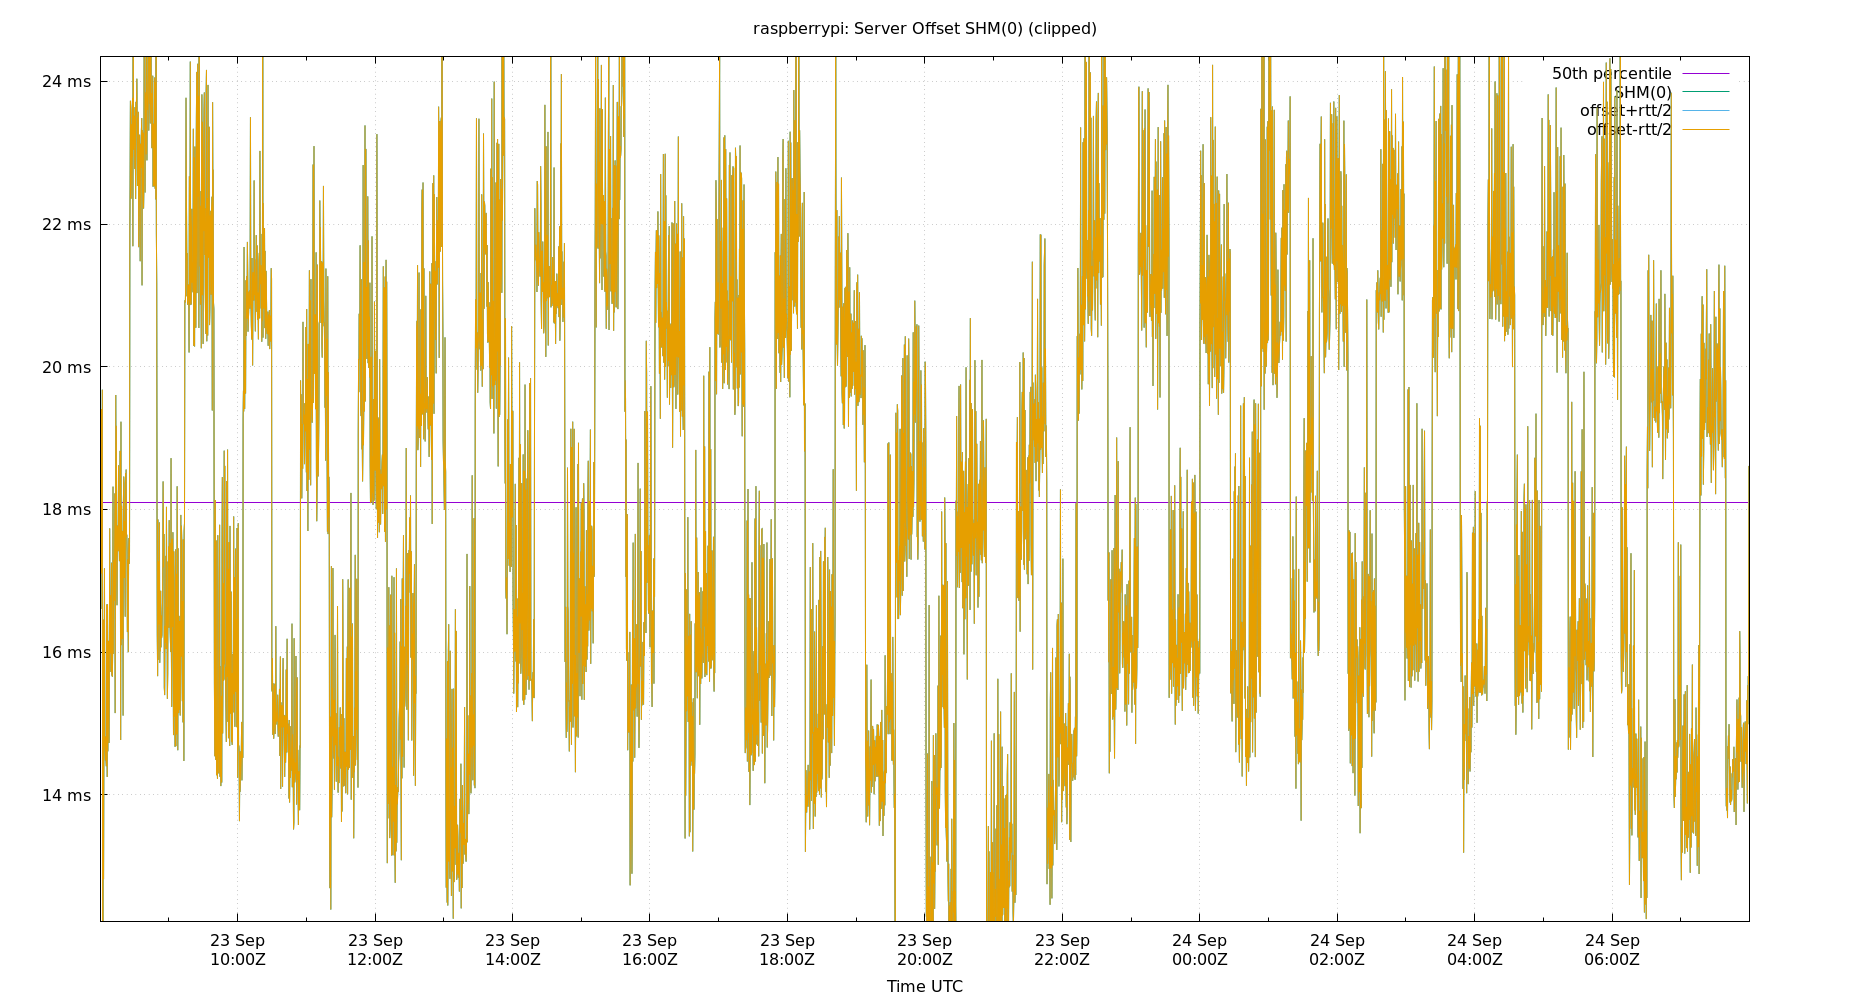 raspberrypi: Server Offset SHM(0) (clipped)
50th percentile
SHM(0)
offset+rtt/2
offset-rtt/2
24 ms
22 ms
20 ms
18 ms
16 ms
14 ms
23 Sep 23 Sep 23 Sep 23 Sep 23 Sep 23 Sep 23 Sep 24 Sep 24 Sep 24 Sep 24 Sep
10:00Z 12:00Z 14:00Z 16:00Z 18:00Z 20:00Z 22:00Z 00:00Z 02:00Z 04:00Z 06:00Z
Time UTC